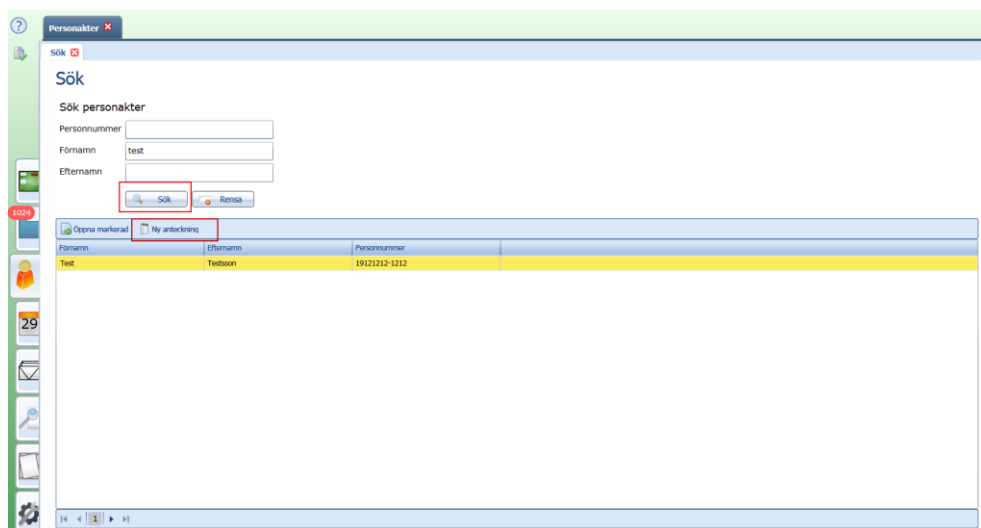 Personakter
Sök
Sök
Sök personakter
Personnummer
Förnamn test
Efternamn
Sök Rensa
1024
Öppna markerad Ny anteckning
Förnamn Efternamn Personnummer
Test Testsson 19121212-1212
29
1